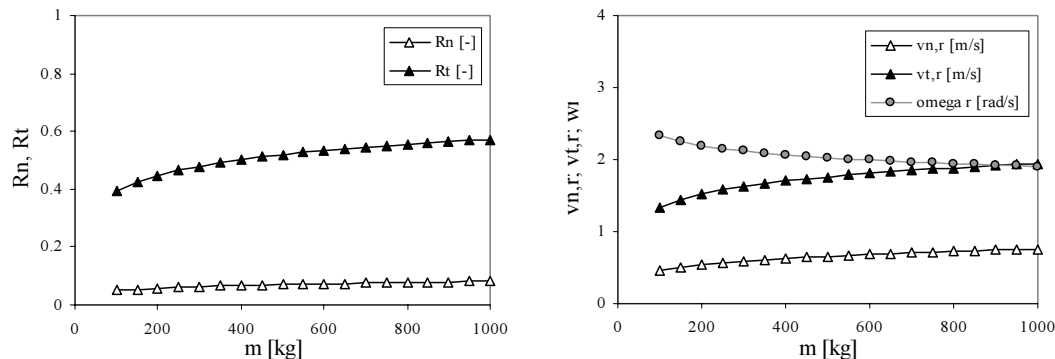 1
0.8
0.6
0.4
0.2
0
Rn, Rt
Rn [-]
Rt [-]
0 200 400 600 800 1000
m [kg]
4
3
2
1
0
vn,r; vt,r; wr
vn,r [m/s]
vt,r [m/s]
omega r [rad/s]
0 200 400 600 800 1000
m [kg]